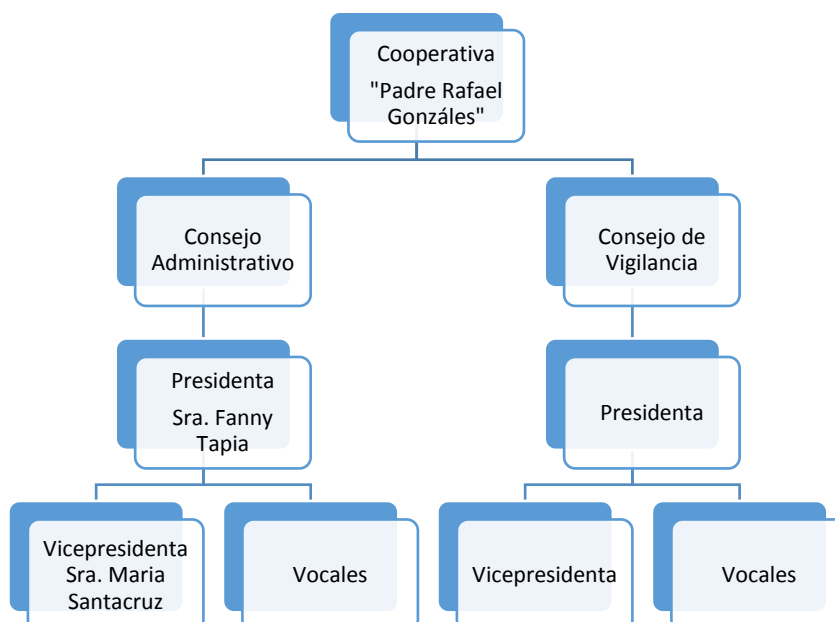 Cooperativa
"Padre Rafael
Gonzáles"
Consejo
Administrativo
Consejo de
Vigilancia
Presidenta
Sra. Fanny
Tapia
Presidenta
Vicepresidenta
Sra. Maria
Santacruz
Vocales
Vicepresidenta
Vocales